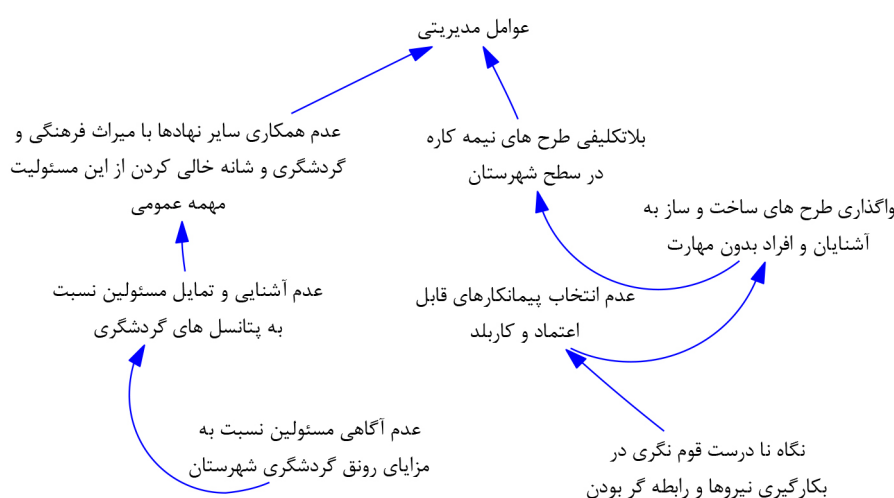 عوامل مدیریتی
عدم همکاری سایر نهادها با میراث فرهنگی و
گردشگری و شانه خالی کردن از این مسئولیت
مهمه عمومی
بلاتکلیفی طرح های نیمه کاره
در سطح شهرستان
واگذاری طرح های ساخت و ساز به
آشنایان و افراد بدون مهارت
عدم آشنایی و تمایل مسئولین نسبت
به پتانسل های گردشگری
عدم انتخاب پیمانکارهای قابل
اعتماد و کاربلد
عدم آگاهی مسئولین نسبت به
مزایای رونق گردشگری شهرستان
نگاه نا درست قوم نگری در
بکارگیری نیروها و رابطه گر بودن